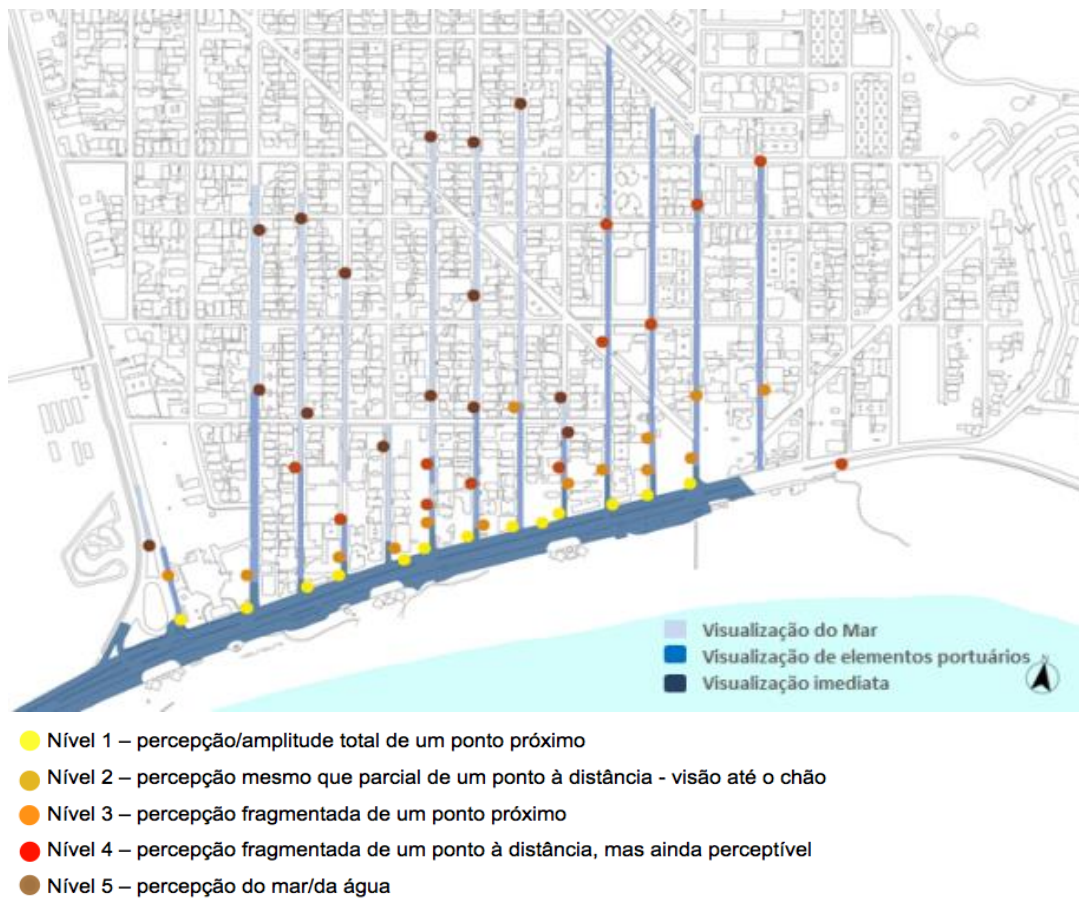 Visualização do Mar
Visualização de elementos portuários
N
Visualização imediata
Nível 1 – percepção/amplitude total de um ponto próximo
Nível 2 – percepção mesmo que parcial de um ponto à distância - visão até o chão
Nível 3 – percepção fragmentada de um ponto próximo
Nível 4 – percepção fragmentada de um ponto à distância, mas ainda perceptível
Nível 5 – percepção do mar/da água